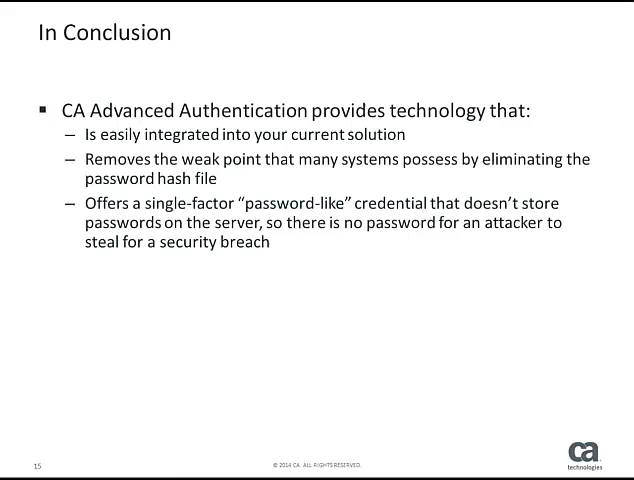 In Conclusion
▪ CA Advanced Authentication provides technology that:
– Is easily integrated into your current solution
– Removes the weak point that many systems possess by eliminating the
password hash file
– Offers a single-factor “password-like” credential that doesn’t store
passwords on the server, so there is no password for an attacker to
steal for a security breach
15
© 2014 CA. ALL RIGHTS RESERVED.
ca
technologies